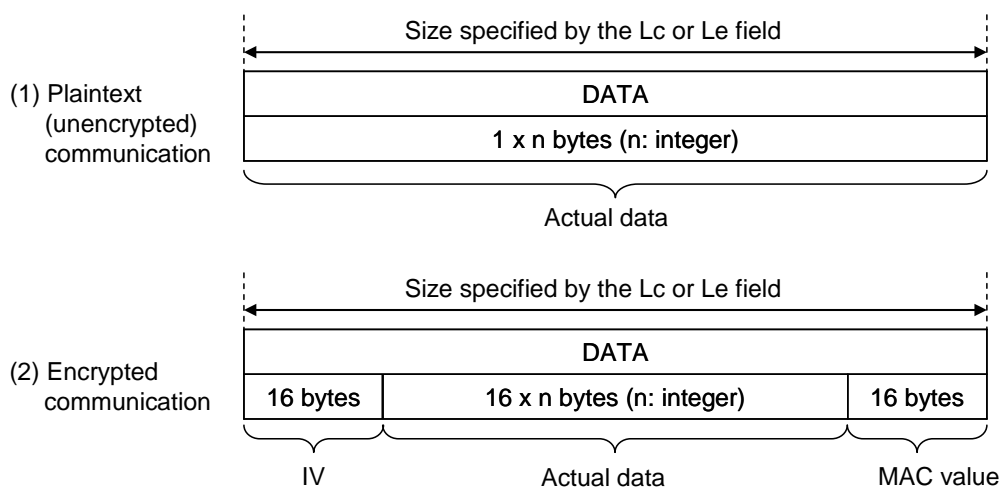 Size specified by the Lc or Le field
(1) Plaintext
(unencrypted)
communication
DATA
1 x n bytes (n: integer)
Actual data
Size specified by the Lc or Le field
(2) Encrypted
communication
DATA
16 bytes
16 x n bytes (n: integer)
16 bytes
IV
Actual data
MAC value